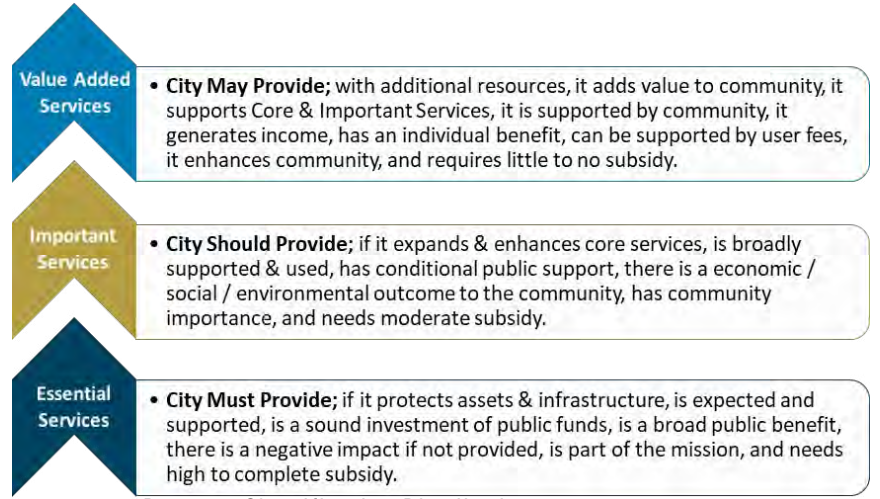 Value Added
Services
• City May Provide; with additional resources, it adds value to community, it
supports Core & Important Services, it is supported by community, it
generates income, has an individual benefit, can be supported by user fees,
it enhances community, and requires little to no subsidy.
Important
Services
• City Should Provide; if it expands & enhances core services, is broadly
supported & used, has conditional public support, there is a economic /
social / environmental outcome to the community, has community
importance, and needs moderate subsidy.
Essential
Services
• City Must Provide; if it protects assets & infrastructure, is expected and
supported, is a sound investment of public funds, is a broad public benefit,
there is a negative impact if not provided, is part of the mission, and needs
high to complete subsidy.